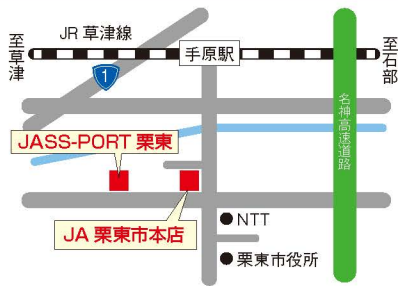 JR 草津線
手原駅
至草津
至石部
1
名神高速道路
JASS-PORT 栗東
JA 栗東市本店
NTT
栗東市役所